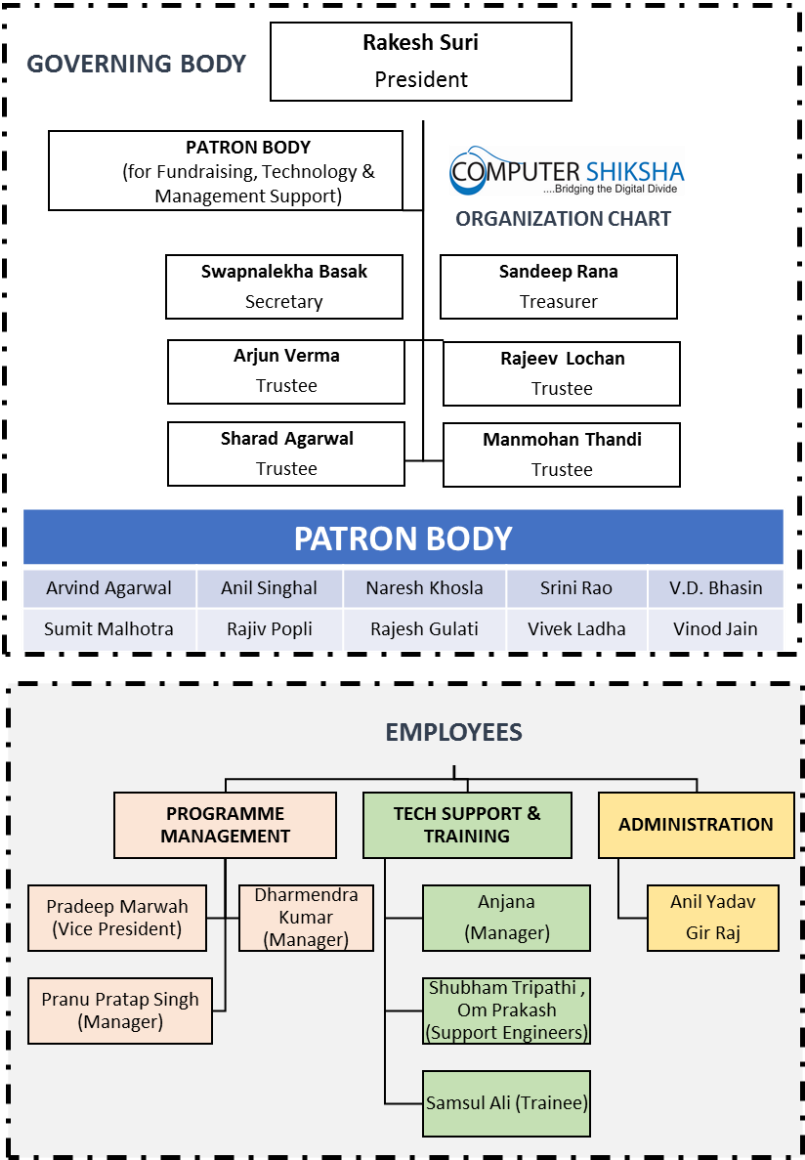 GOVERNING BODY
Rakesh Suri
President
PATRON BODY
(for Fundraising, Technology &
Management Support)
COMPUTER SHIKSHA
....Bridging the Digital Divide
ORGANIZATION CHART
Swapnalekha Basak
Secretary
Sandeep Rana
Treasurer
Arjun Verma
Trustee
Rajeev Lochan
Trustee
Sharad Agarwal
Trustee
Manmohan Thandi
Trustee
PATRON BODY
Arvind Agarwal Anil Singhal Naresh Khosla Srini Rao V.D. Bhasin
Sumit Malhotra Rajiv Popli Rajesh Gulati Vivek Ladha Vinod Jain
EMPLOYEES
PROGRAMME
MANAGEMENT
Pradeep Marwah
(Vice President)
Dharmendra
Kumar
(Manager)
Pranu Pratap Singh
(Manager)
TECH SUPPORT &
TRAINING
Anjana
(Manager)
Shubham Tripathi ,
Om Prakash
(Support Engineers)
Samsul Ali (Trainee)
ADMINISTRATION
Anil Yadav
Gir Raj